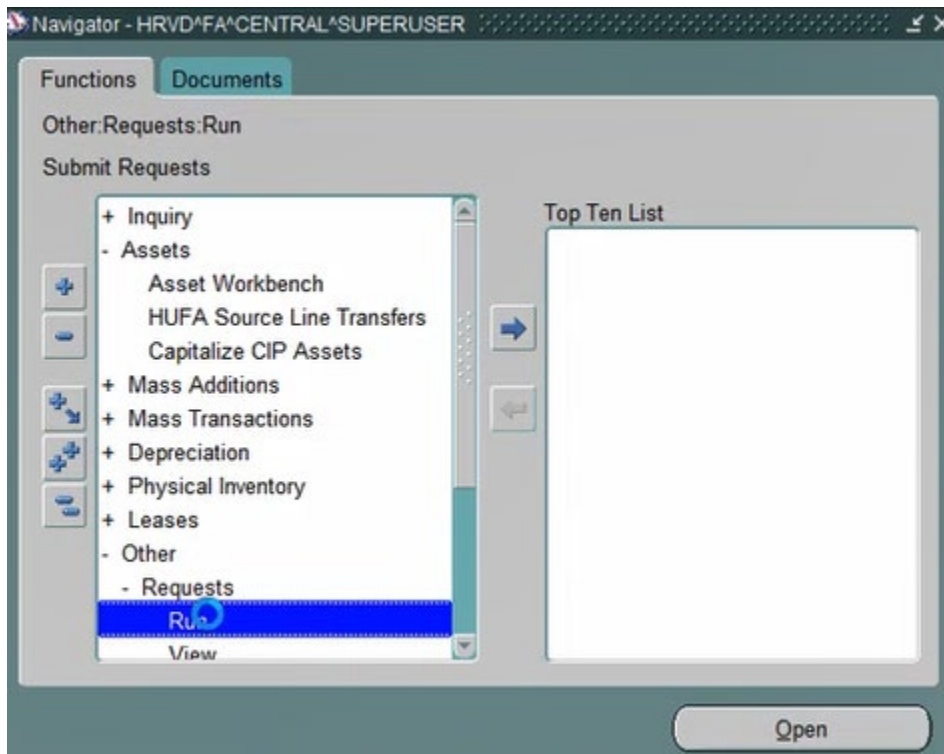 Navigator - HRVD^FA^CENTRAL^SUPERUSER
Functions Documents
Other:Requests:Run
Submit Requests
Top Ten List
+ Inquiry
- Assets
Asset Workbench
HUFA Source Line Transfers
Capitalize CIP Assets
+ Mass Additions
+ Mass Transactions
+ Depreciation
+ Physical Inventory
+ Leases
- Other
- Requests
Run
View
Open